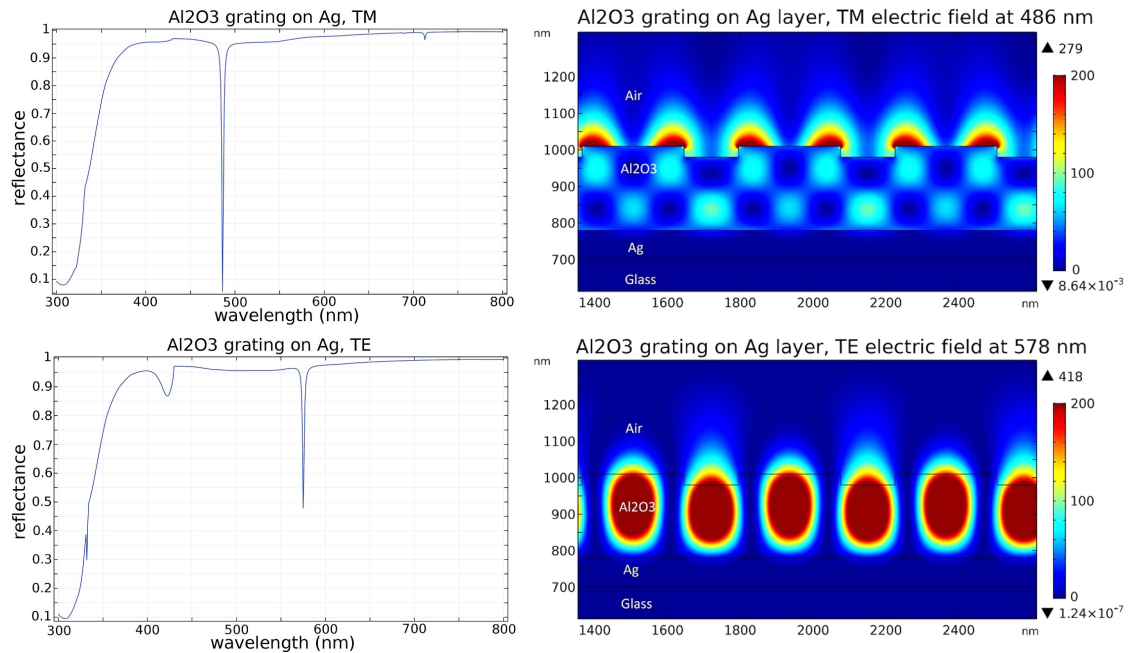 Al2O3 grating on Ag, TM
1
0.9
0.8
0.7
0.6
0.5
0.4
0.3
0.2
0.1
reflectance
300 400 500 600 700 800
wavelength (nm)
Al2O3 grating on Ag layer, TM electric field at 486 nm
nm
1200
1100
1000
900
800
700
Air
Al2O3
Ag
Glass
1400 1600 1800 2000 2200 2400 nm
▲ 279
200
100
0
▼ 8.64×10⁻³
Al2O3 grating on Ag, TE
1
0.9
0.8
0.7
0.6
0.5
0.4
0.3
0.2
0.1
reflectance
300 400 500 600 700 800
wavelength (nm)
Al2O3 grating on Ag layer, TE electric field at 578 nm
nm
1200
1100
1000
900
800
700
Air
Al2O3
Ag
Glass
1400 1600 1800 2000 2200 2400 nm
▲ 418
200
100
0
▼ 1.24×10⁻⁷